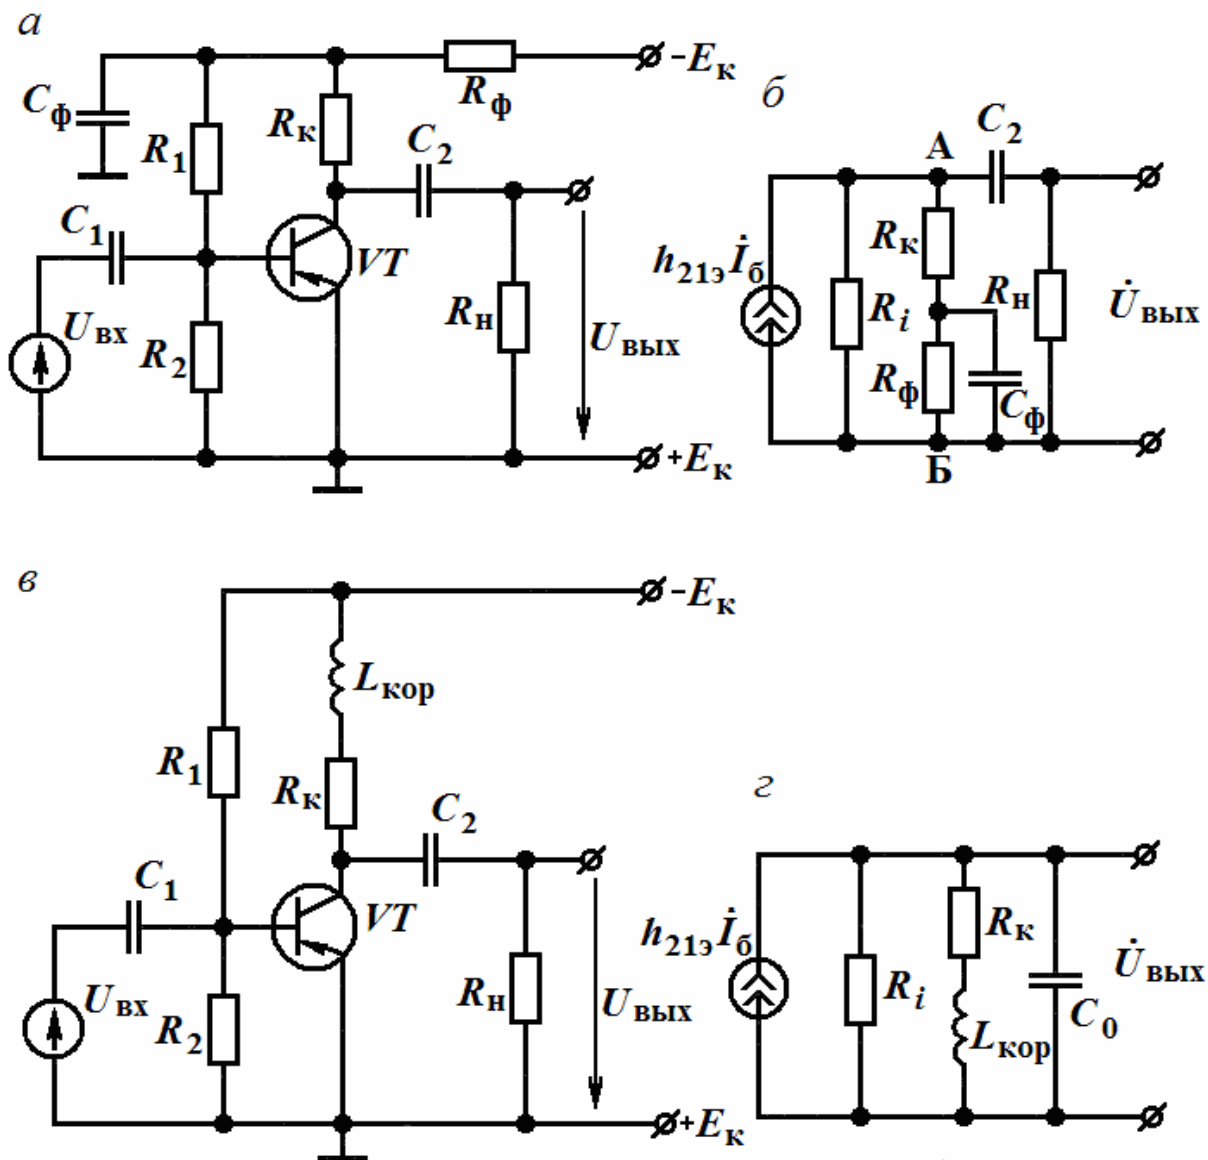 а
−Eк
Rф
Cф
R1
Rк
C2
C1
VT
Uвх
R2
Rн
Uвых
+Eк
б
C2
А
Rк
h21эİб
Ri
Rн
U̇вых
Rф
Cф
Б
в
−Eк
Lкор
R1
Rк
C2
C1
VT
Uвх
R2
Rн
Uвых
+Eк
г
Rк
h21эİб
Ri
U̇вых
C0
Lкор